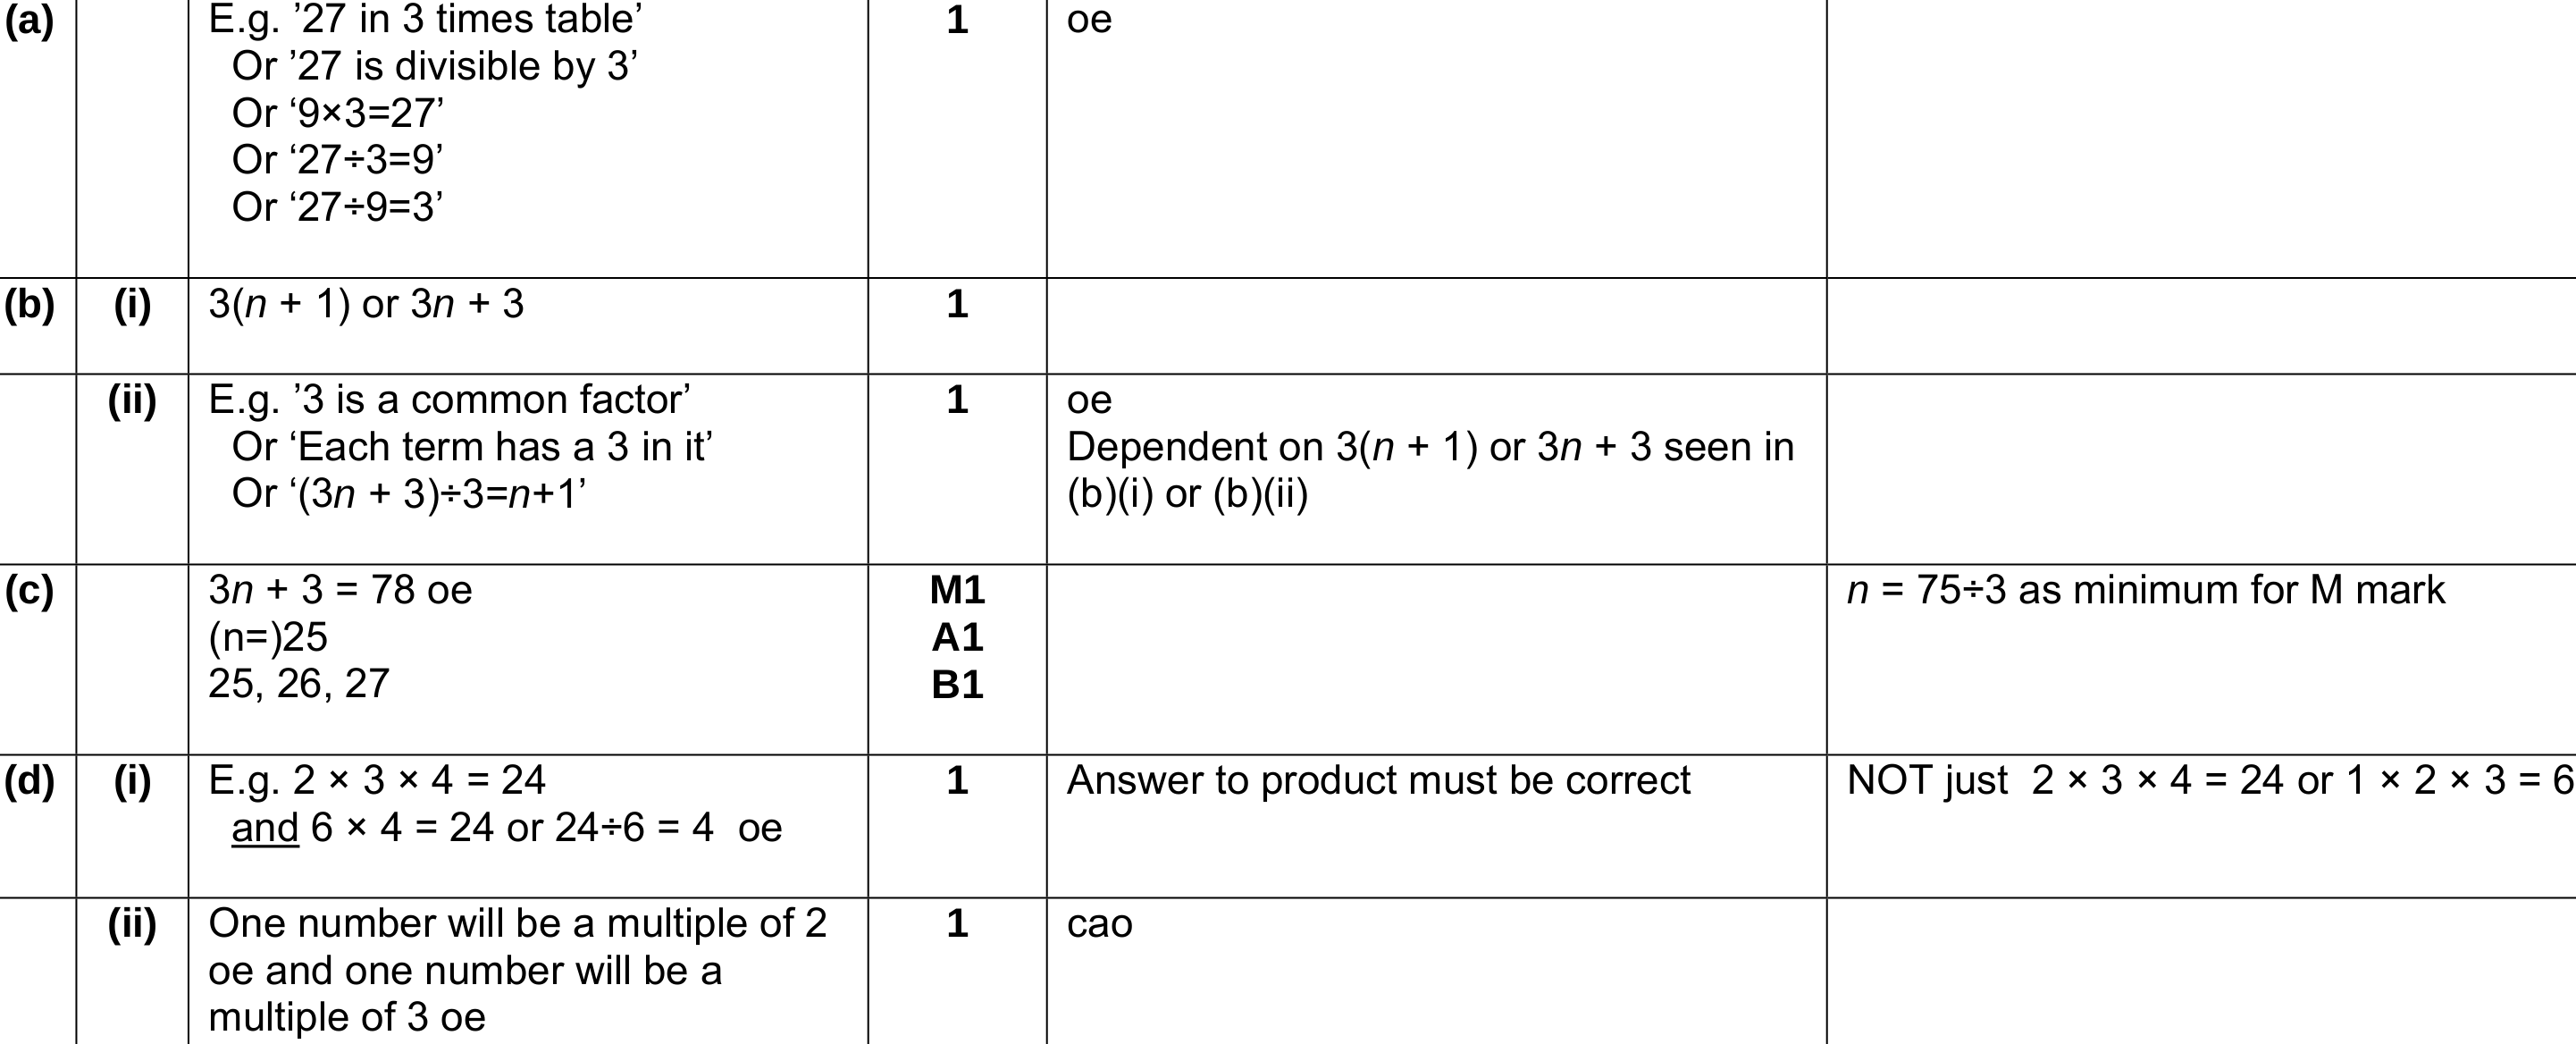 (a) E.g. ’27 in 3 times table’ 1 oe
Or ’27 is divisible by 3’
Or ‘9×3=27’
Or ‘27÷3=9’
Or ‘27÷9=3’
(b) (i) 3(n + 1) or 3n + 3 1
(ii) E.g. ’3 is a common factor’ 1 oe
Or ‘Each term has a 3 in it’ Dependent on 3(n + 1) or 3n + 3 seen in
Or ‘(3n + 3)÷3=n+1’ (b)(i) or (b)(ii)
(c) 3n + 3 = 78 oe M1 n = 75÷3 as minimum for M mark
(n=)25 A1
25, 26, 27 B1
(d) (i) E.g. 2 × 3 × 4 = 24 1 Answer to product must be correct NOT just 2 × 3 × 4 = 24 or 1 × 2 × 3 = 6
and 6 × 4 = 24 or 24÷6 = 4 oe
(ii) One number will be a multiple of 2 1 cao
oe and one number will be a
multiple of 3 oe